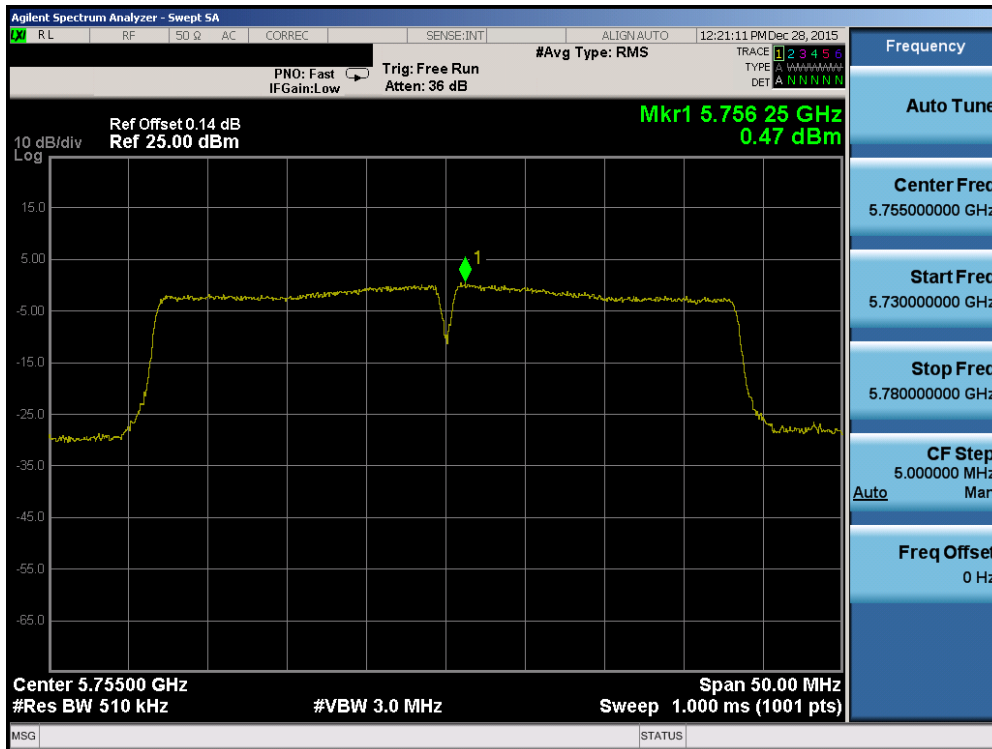 Agilent Spectrum Analyzer - Swept SA
LXI RL RF 50 Ω AC CORREC SENSE:INT ALIGN AUTO 12:21:11 PM Dec 28, 2015
Frequency
#Avg Type: RMS TRACE 1 2 3 4 5 6
PNO: Fast Trig: Free Run TYPE A WWWWW
IFGain:Low Atten: 36 dB DET A N N N N N
Auto Tune
Mkr1 5.756 25 GHz
Ref Offset 0.14 dB 0.47 dBm
10 dB/div Ref 25.00 dBm
Log
Center Freq
5.755000000 GHz
15.0
5.00
1
Start Freq
5.730000000 GHz
-5.00
-15.0
Stop Freq
5.780000000 GHz
-25.0
CF Step
5.000000 MHz
Auto Man
-35.0
-45.0
Freq Offset
0 Hz
-55.0
-65.0
Center 5.75500 GHz Span 50.00 MHz
#Res BW 510 kHz #VBW 3.0 MHz Sweep 1.000 ms (1001 pts)
MSG STATUS